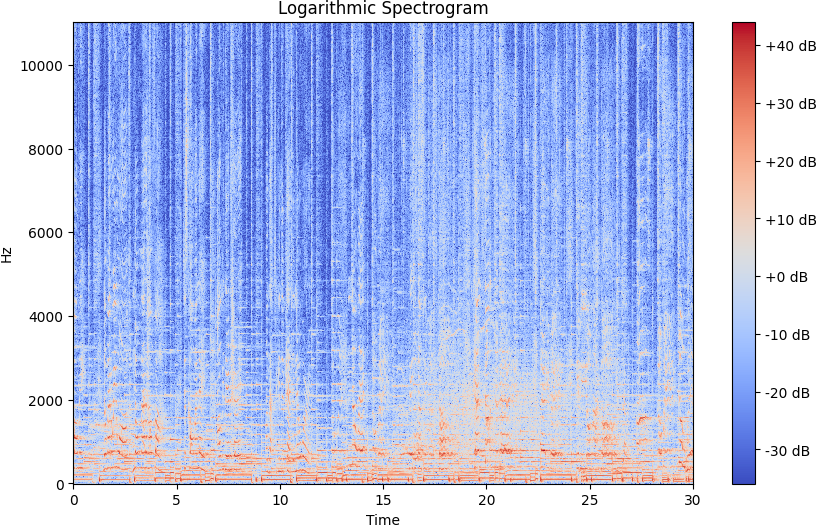 Logarithmic Spectrogram
Hz
10000
8000
6000
4000
2000
0
0 5 10 15 20 25 30
Time
+40 dB
+30 dB
+20 dB
+10 dB
+0 dB
-10 dB
-20 dB
-30 dB